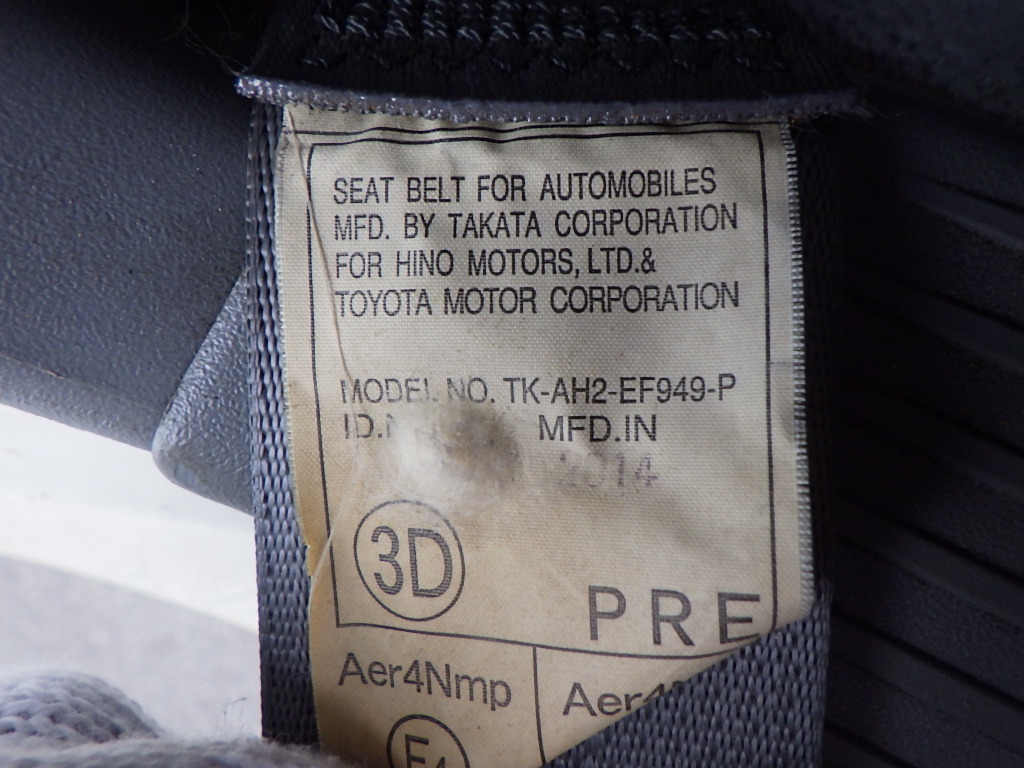 SEAT BELT FOR AUTOMOBILES
MFD. BY TAKATA CORPORATION
FOR HINO MOTORS, LTD.&
TOYOTA MOTOR CORPORATION
MODEL NO. TK-AH2-EF949-P
MFD.IN
2014
3D
PRE
Aer4Nmp